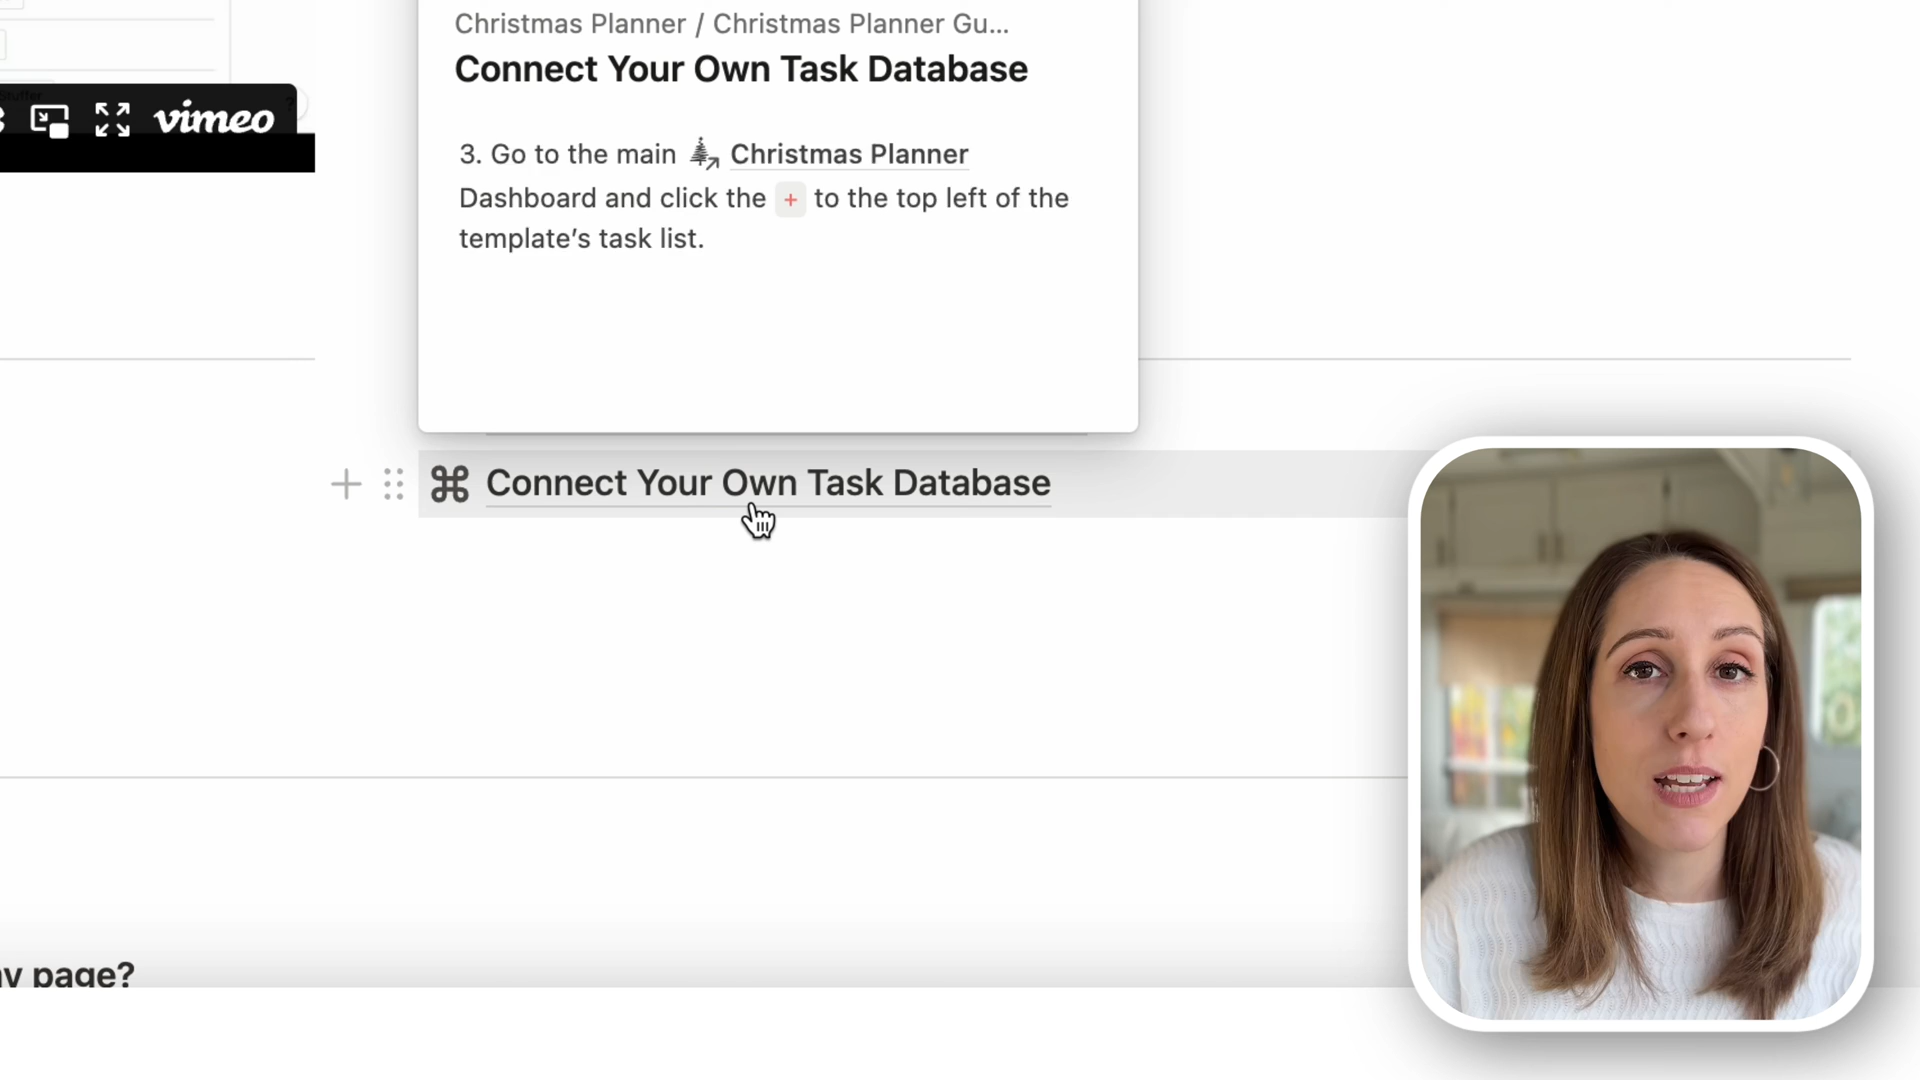 Christmas Planner / Christmas Planner Gu...
Connect Your Own Task Database
Stuffer
vimeo
3. Go to the main Christmas Planner
Dashboard and click the + to the top left of the
template’s task list.
Connect Your Own Task Database
page?